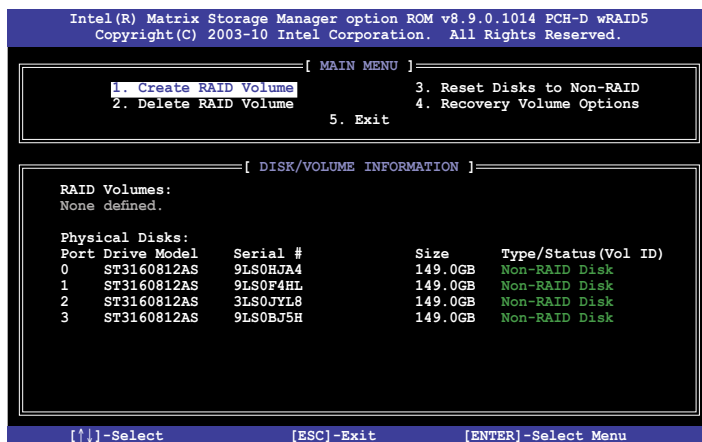 Intel(R) Matrix Storage Manager option ROM v8.9.0.1014 PCH-D wRAID5
Copyright(C) 2003-10 Intel Corporation. All Rights Reserved.
[ MAIN MENU ]
1. Create RAID Volume 3. Reset Disks to Non-RAID
2. Delete RAID Volume 4. Recovery Volume Options
5. Exit
[ DISK/VOLUME INFORMATION ]
RAID Volumes:
None defined.
Physical Disks:
Port Drive Model Serial # Size Type/Status(Vol ID)
0 ST3160812AS 9LS0HJA4 149.0GB Non-RAID Disk
1 ST3160812AS 9LS0F4HL 149.0GB Non-RAID Disk
2 ST3160812AS 3LS0JYL8 149.0GB Non-RAID Disk
3 ST3160812AS 9LS0BJ5H 149.0GB Non-RAID Disk
[↑↓]-Select [ESC]-Exit [ENTER]-Select Menu